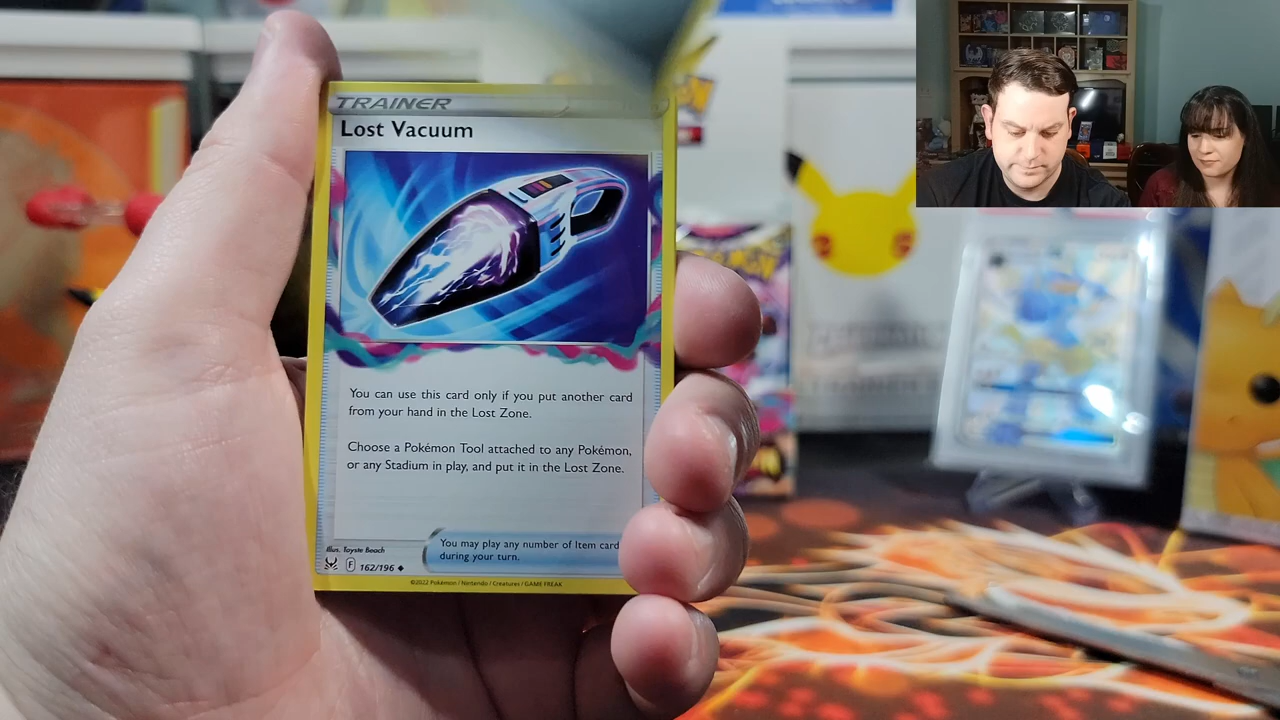 TRAINER
Lost Vacuum
You can use this card only if you put another card
from your hand in the Lost Zone.
Choose a Pokémon Tool attached to any Pokémon,
or any Stadium in play, and put it in the Lost Zone.
You may play any number of Item card
during your turn.
Illus. Toyste Beach
F 162/196
©2022 Pokémon / Nintendo / Creatures / GAME FREAK